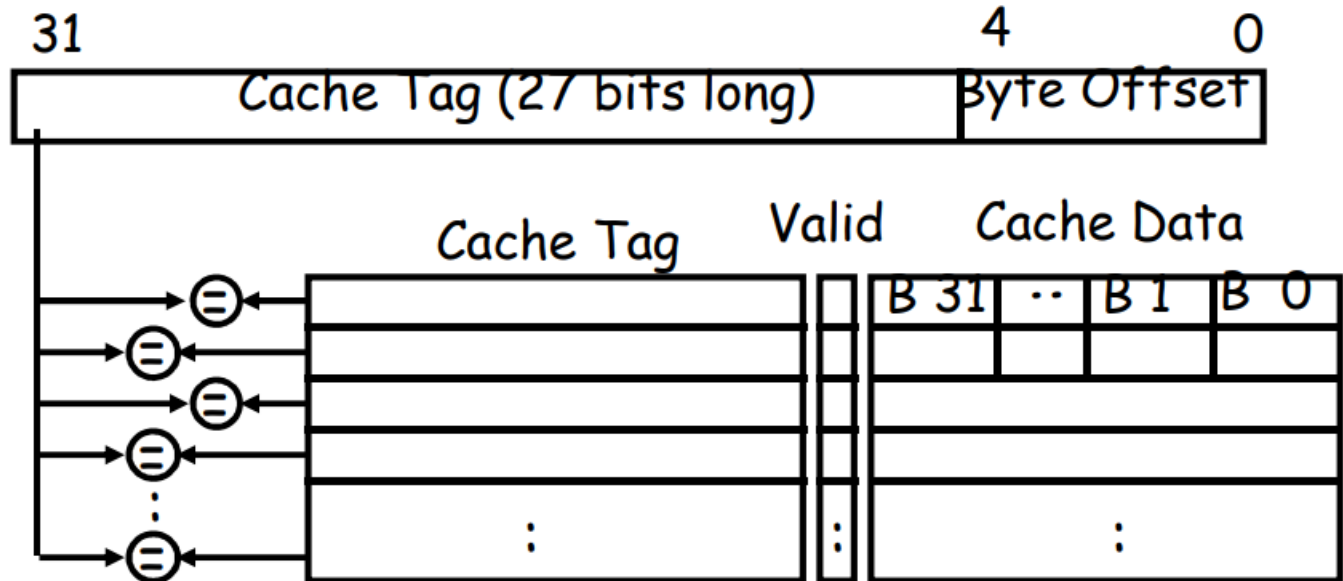 31 4 0
Cache Tag (27 bits long) Byte Offset
Cache Tag Valid Cache Data
= B 31 ·· B 1 B 0
=
=
=
:
= : : :